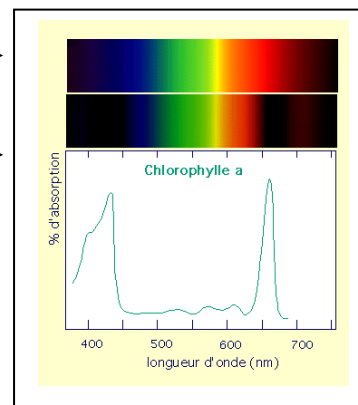 Chlorophylle a
% d'absorption
400 500 600 700
longueur d'onde (nm)